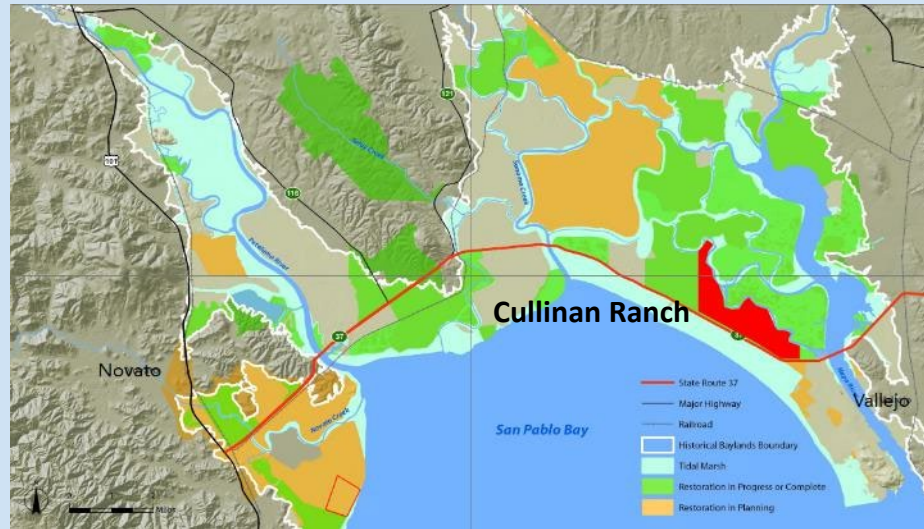 121
101
116
Petaluma River
Sonoma Creek
37
Cullinan Ranch
Novato
Novato Creek
San Pablo Bay
Vallejo
State Route 37
Major Highway
Railroad
Historical Baylands Boundary
Tidal Marsh
Restoration in Progress or Complete
Restoration in Planning
Miles